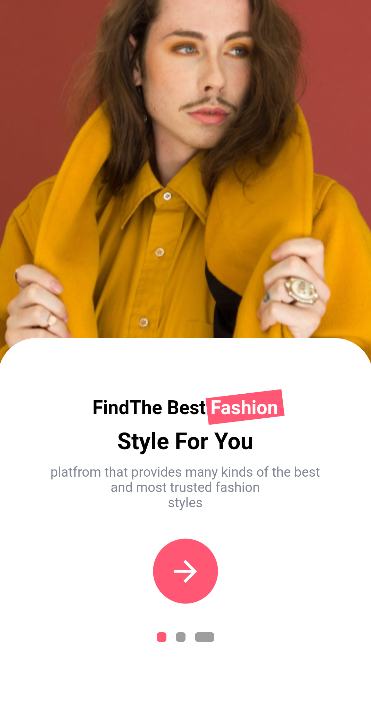 FindThe Best Fashion
Style For You
platfrom that provides many kinds of the best
and most trusted fashion
styles